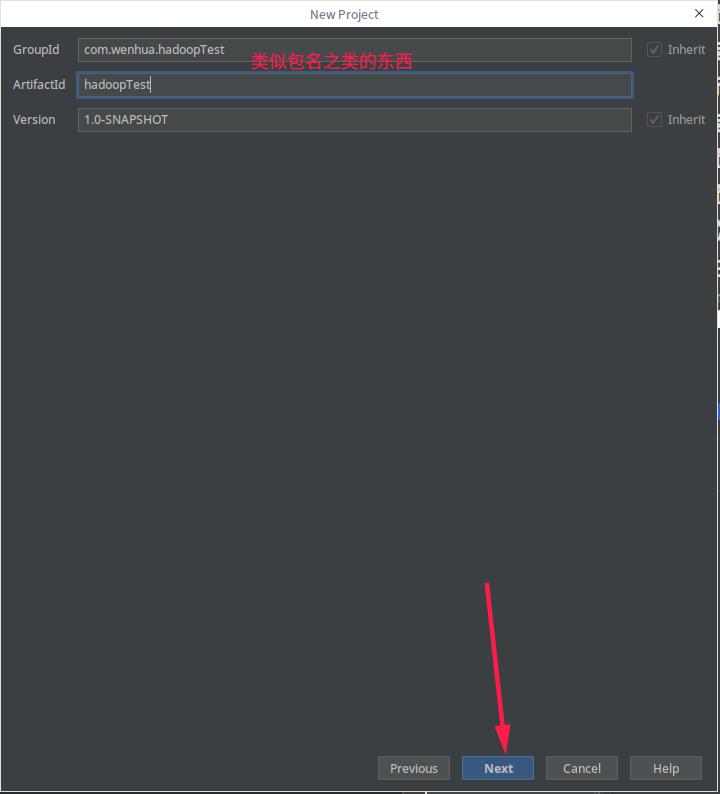 New Project
GroupId com.wenhua.hadoopTest Inherit
类似包名之类的东西
ArtifactId hadoopTest
Version 1.0-SNAPSHOT Inherit
Previous Next Cancel Help